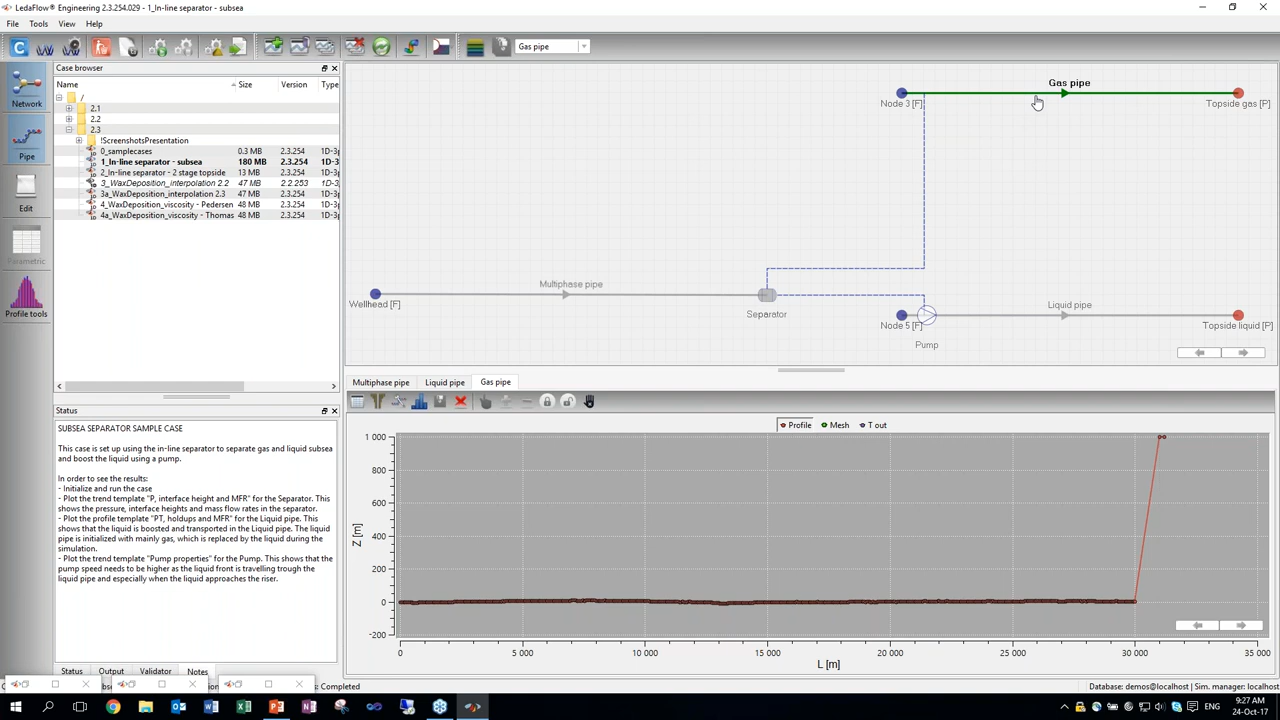 LedaFlow® Engineering 2.3.254.029 - 1_In-line separator - subsea
File Tools View Help
Gas pipe
Network
Pipe
Edit
Parametric
Profile tools
Case browser
Name Size Version Type
/
2.1
2.2
2.3
!ScreenshotsPresentation
0_samplecases 0.3 MB 2.3.254 1D-3p
1_In-line separator - subsea 180 MB 2.3.254 1D-3p
2_In-line separator - 2 stage topside 13 MB 2.3.254 1D-3p
3_WaxDeposition_interpolation 2.2 47 MB 2.2.253 1D-3p
3a_WaxDeposition_interpolation 2.3 47 MB 2.3.254 1D-3p
4_WaxDeposition_viscosity - Pedersen 48 MB 2.3.254 1D-3p
4a_WaxDeposition_viscosity - Thomas 48 MB 2.3.254 1D-3p
Status
SUBSEA SEPARATOR SAMPLE CASE
This case is set up using the in-line separator to separate gas and liquid subsea
and boost the liquid using a pump.
In order to see the results:
- Initialize and run the case
- Plot the trend template "P, interface height and MFR" for the Separator. This
shows the pressure, interface heights and mass flow rates in the separator.
- Plot the profile template "PT, holdups and MFR" for the Liquid pipe. This
shows that the liquid is boosted and transported in the Liquid pipe. The liquid
pipe is initialized with mainly gas, which is replaced by the liquid during the
simulation.
- Plot the trend template "Pump properties" for the Pump. This shows that the
pump speed needs to be higher as the liquid front is travelling trough the
liquid pipe and especially when the liquid approaches the riser.
Status Output Validator Notes
Gas pipe
Node 3 [F]
Topside gas [P]
Multiphase pipe
Wellhead [F]
Separator
Liquid pipe
Node 5 [F]
Topside liquid [P]
Pump
Multiphase pipe Liquid pipe Gas pipe
Profile Mesh T out
Z [m]
1 000
800
600
400
200
0
-200
0 5 000 10 000 15 000 20 000 25 000 30 000 35 000
L [m]
: Completed
Database: demos@localhost | Sim. manager: localhost
ENG
9:27 AM
24-Oct-17